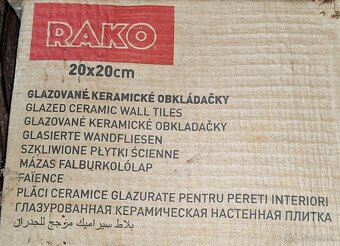 RAKO
20x20cm
GLAZOVANÉ KERAMICKÉ OBKLÁDAČKY
GLAZED CERAMIC WALL TILES
GLAZOVANÉ KERAMICKÉ OBKLADAČKY
GLASIERTE WANDFLIESEN
SZKLIWIONE PŁYTKI ŚCIENNE
MÁZAS FALBURKOLÓLAP
FAÏENCE
PLĂCI CERAMICE GLAZURATE PENTRU PERETI INTERIORI
ГЛАЗУРОВАННАЯ КЕРАМИЧЕСКАЯ НАСТЕННАЯ ПЛИТКА
بلاط سيراميك مزجج للجدران